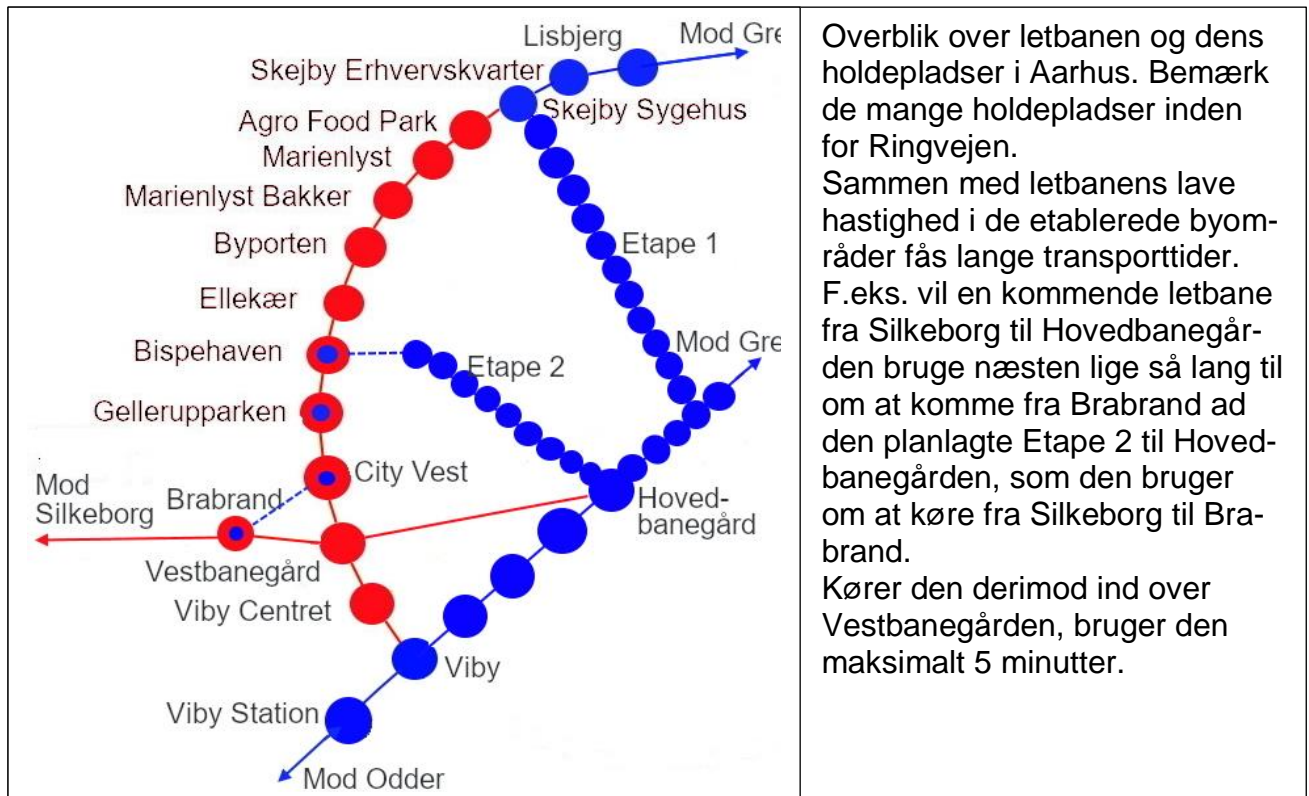 Lisbjerg
Mod Gre
Skejby Erhvervskvarter
Skejby Sygehus
Agro Food Park
Marienlyst
Marienlyst Bakker
Byporten
Etape 1
Ellekær
Mod Gre
Bispehaven
Etape 2
Gellerupparken
City Vest
Mod
Silkeborg
Brabrand
Hoved-
banegård
Vestbanegård
Viby Centret
Viby
Viby Station
Mod Odder
Overblik over letbanen og dens
holdepladser i Aarhus. Bemærk
de mange holdepladser inden
for Ringvejen.
Sammen med letbanens lave
hastighed i de etablerede byom-
råder fås lange transporttider.
F.eks. vil en kommende letbane
fra Silkeborg til Hovedbanegår-
den bruge næsten lige så lang til
om at komme fra Brabrand ad
den planlagte Etape 2 til Hoved-
banegården, som den bruger
om at køre fra Silkeborg til Bra-
brand.
Kører den derimod ind over
Vestbanegården, bruger den
maksimalt 5 minutter.